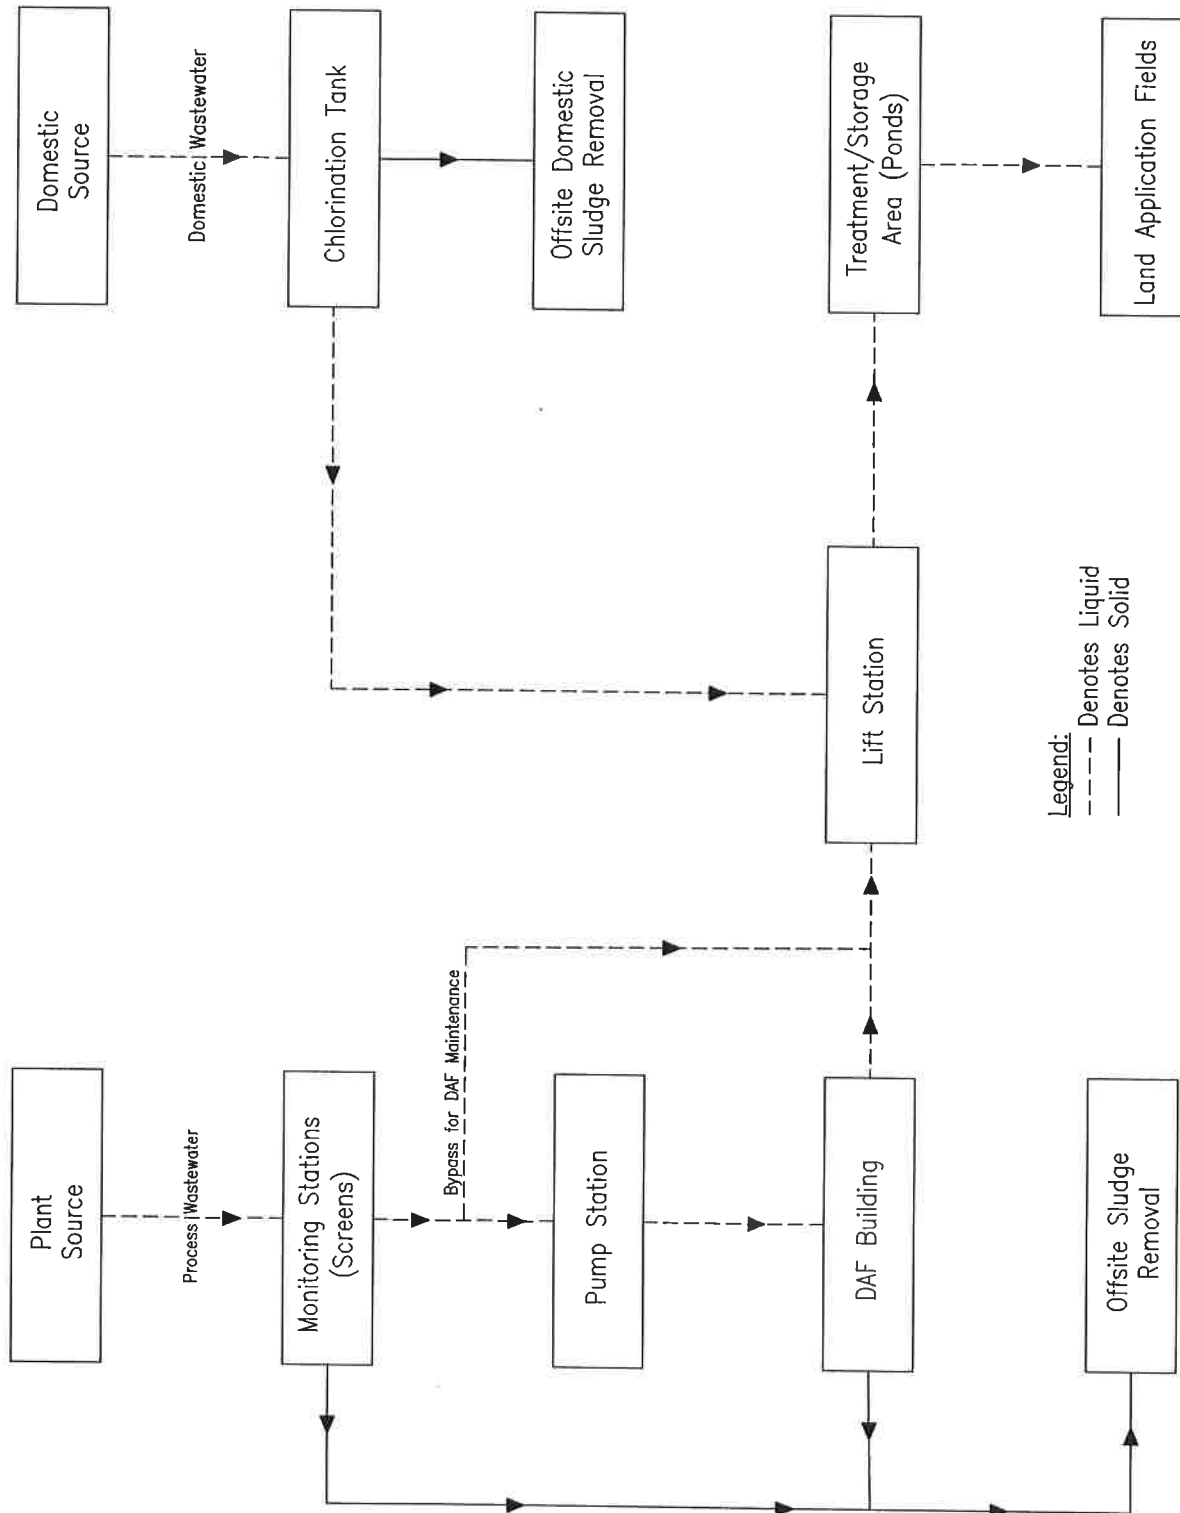 Plant
Source
Process Wastewater
Monitoring Stations
(Screens)
Bypass for DAF Maintenance
Pump Station
DAF Building
Offsite Sludge
Removal
Domestic
Source
Domestic Wastewater
Chlorination Tank
Offsite Domestic
Sludge Removal
Lift Station
Treatment/Storage
Area (Ponds)
Land Application Fields
Legend:
Denotes Liquid
Denotes Solid